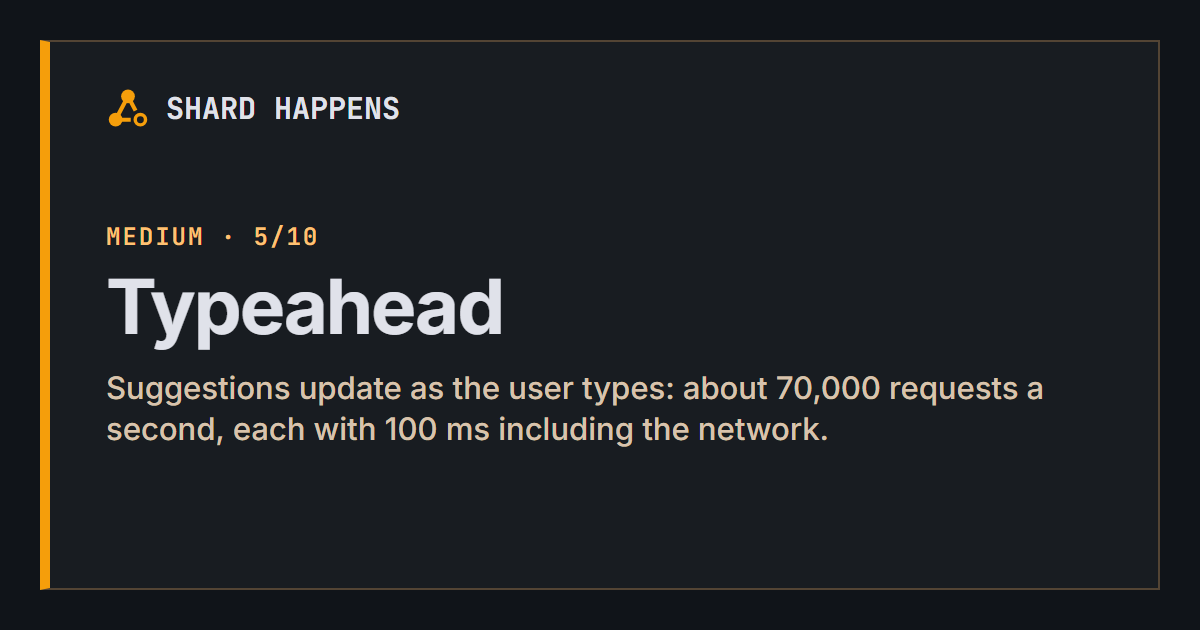 SHARD HAPPENS
MEDIUM · 5/10
Typeahead
Suggestions update as the user types: about 70,000 requests a
second, each with 100 ms including the network.